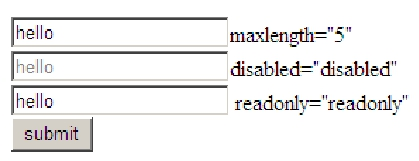 hello maxlength="5"
hello disabled="disabled"
hello readonly="readonly"
submit